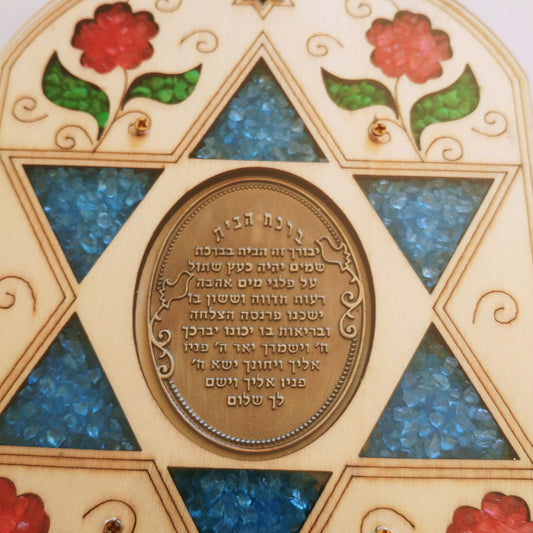 ברכת הבית
יבורך זה הבית בברכת
שמים יהיה כעץ שתול
על פלגי מים אהבה
רעות חדווה וששון בו
ישכנו פרנסה הצלחה
ובריאות בו יכונו יברכך
ה׳ וישמרך יאר ה׳ פניו
אליך ויחונך ישא ה׳
פניו אליך וישם
לך שלום